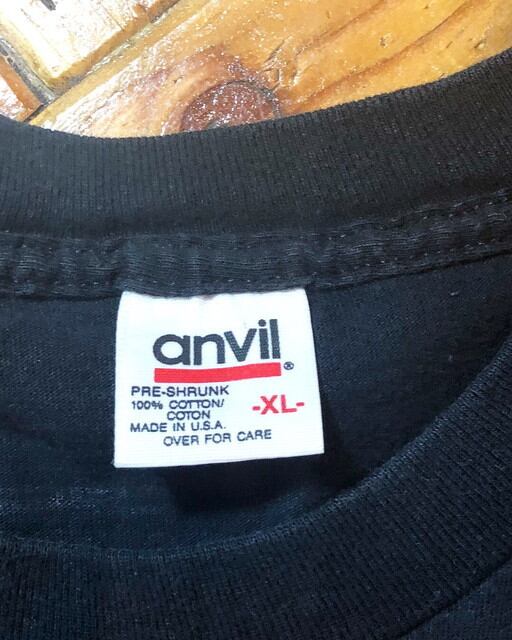 anvil®
PRE-SHRUNK
100% COTTON/
COTON
-XL-
MADE IN U.S.A.
OVER FOR CARE